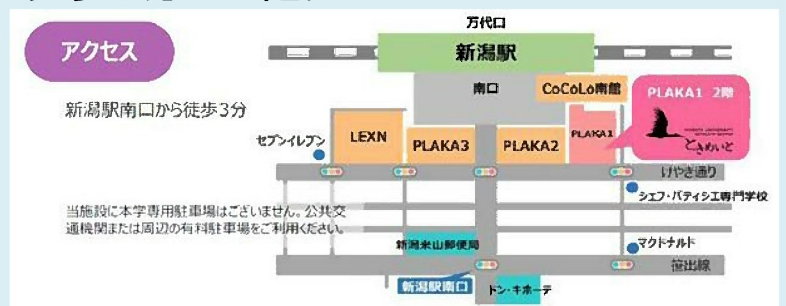 アクセス
新潟駅南口から徒歩3分
万代口
新潟駅
南口
CoCoLo南館
PLAKA1 2階
ときめいと
セブンイレブン
LEXN
PLAKA3
PLAKA2
PLAKA1
けやき通り
シェフ・パティシエ専門学校
当施設に本学専用駐車場はございません。公共交
通機関または周辺の有料駐車場をご利用ください。
新潟米山郵便局
マクドナルド
笹出線
新潟駅南口
ドン・キホーテ